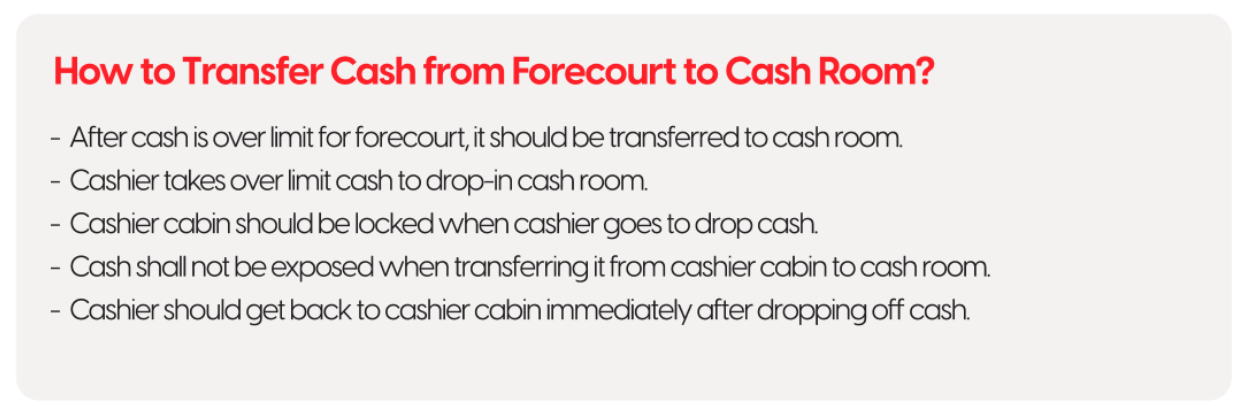 How to Transfer Cash from Forecourt to Cash Room?
- After cash is over limit for forecourt, it should be transferred to cash room.
- Cashier takes over limit cash to drop-in cash room.
- Cashier cabin should be locked when cashier goes to drop cash.
- Cash shall not be exposed when transferring it from cashier cabin to cash room.
- Cashier should get back to cashier cabin immediately after dropping off cash.